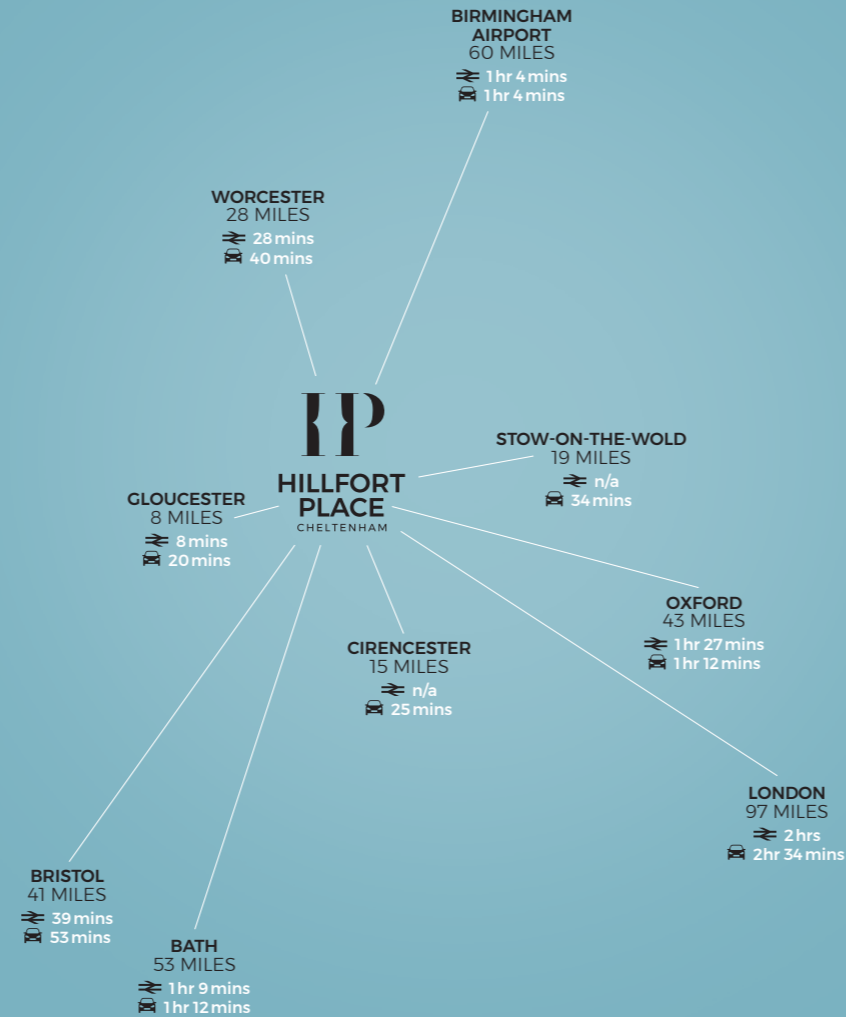 BIRMINGHAM
AIRPORT
60 MILES
1 hr 4 mins
1 hr 4 mins
WORCESTER
28 MILES
28 mins
40 mins
HP
HILLFORT
PLACE
CHELTENHAM
STOW-ON-THE-WOLD
19 MILES
n/a
34 mins
GLOUCESTER
8 MILES
8 mins
20 mins
OXFORD
43 MILES
1 hr 27 mins
1 hr 12 mins
CIRENCESTER
15 MILES
n/a
25 mins
LONDON
97 MILES
2 hrs
2hr 34 mins
BRISTOL
41 MILES
39 mins
53 mins
BATH
53 MILES
1 hr 9 mins
1 hr 12 mins